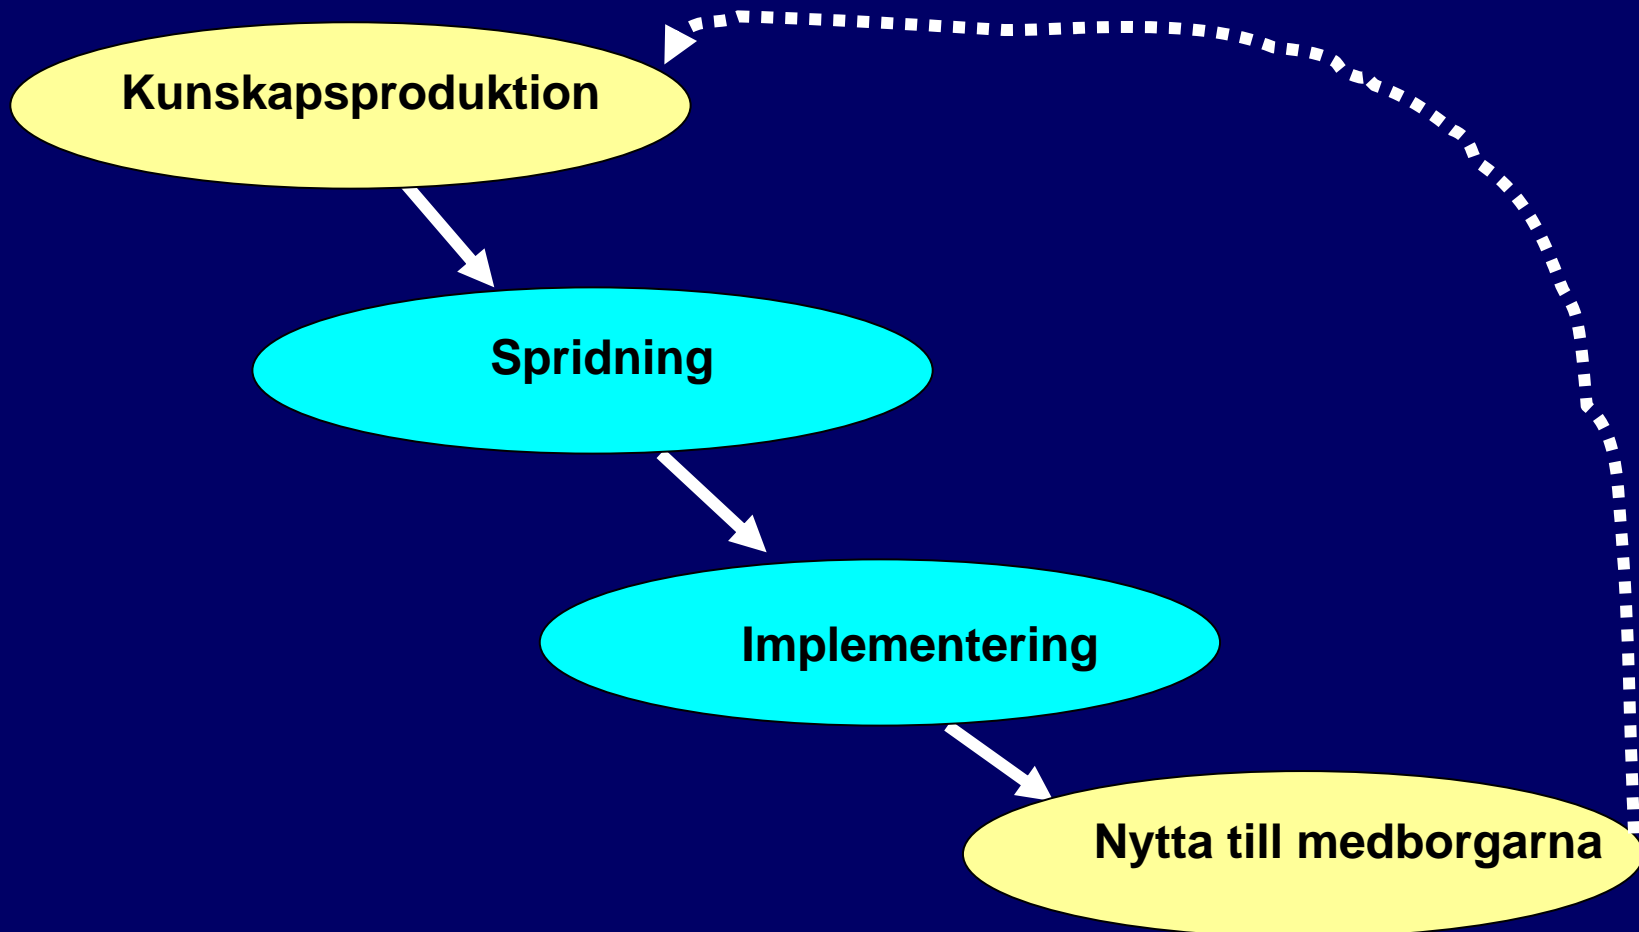 Kunskapsproduktion
Spridning
Implementering
Nytta till medborgarna